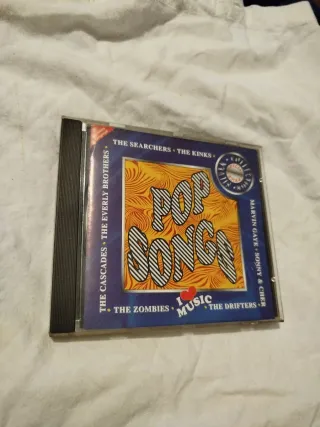 THE SEARCHERS • THE KINKS •
COLLECTION
MARVIN GAYE • SONNY & CHER
THE CASCADES • THE EVERLY BROTHERS •
POP
SONGS
• THE ZOMBIES •
I ❤ MUSIC
• THE DRIFTERS •